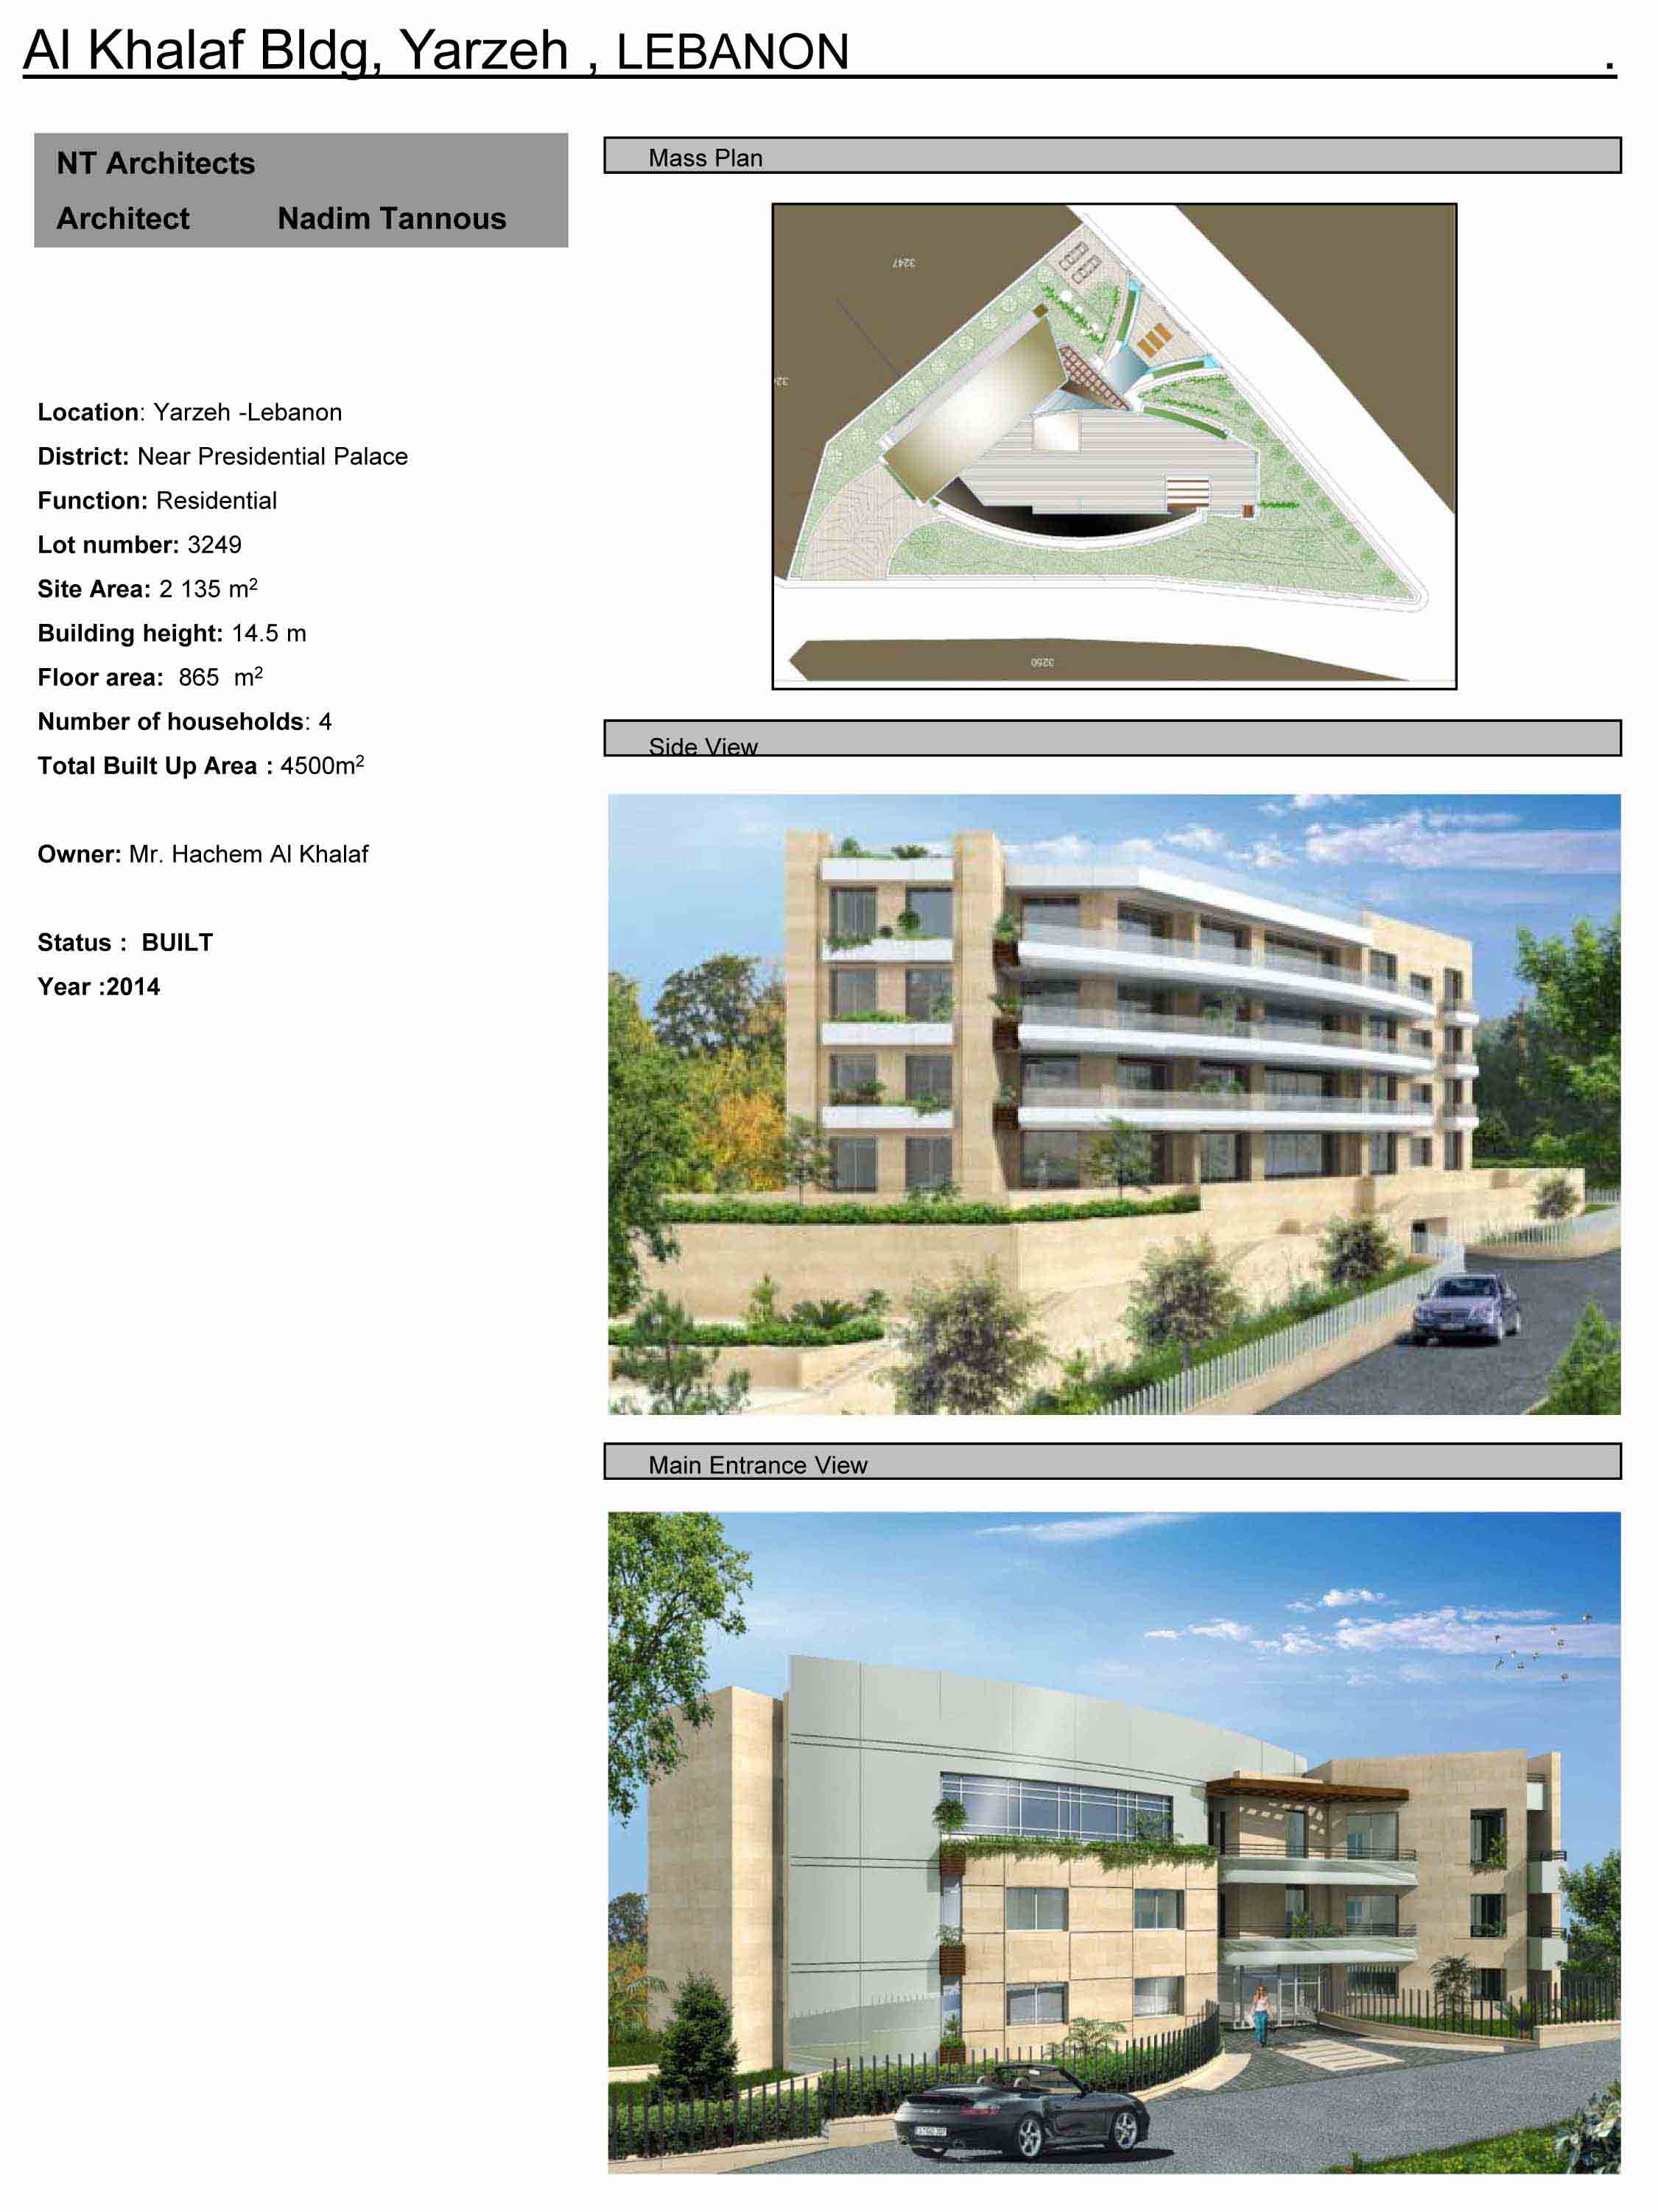 Al Khalaf Bldg, Yarzeh , LEBANON .
NT Architects
Architect Nadim Tannous
Location: Yarzeh -Lebanon
District: Near Presidential Palace
Function: Residential
Lot number: 3249
Site Area: 2 135 m²
Building height: 14.5 m
Floor area: 865 m²
Number of households: 4
Total Built Up Area : 4500m²
Owner: Mr. Hachem Al Khalaf
Status : BUILT
Year :2014
Mass Plan
3247
3250
Side View
Main Entrance View